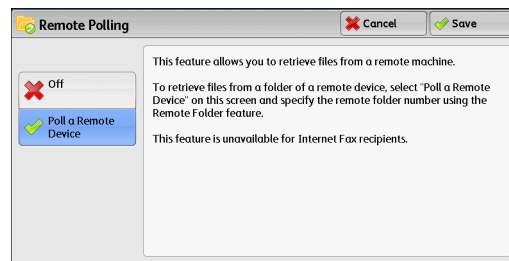 Remote Polling
Cancel
Save
Off
Poll a Remote
Device
This feature allows you to retrieve files from a remote machine.
To retrieve files from a folder of a remote device, select "Poll a Remote
Device" on this screen and specify the remote folder number using the
Remote Folder feature.
This feature is unavailable for Internet Fax recipients.